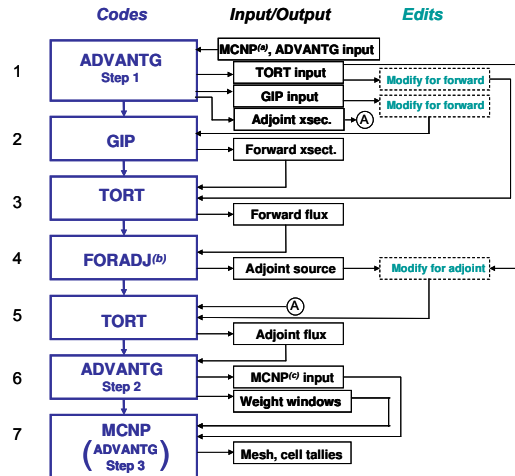 Codes Input/Output Edits
1
ADVANTG
Step 1
MCNP(a), ADVANTG input
TORT input
Modify for forward
GIP input
Modify for forward
Adjoint xsec.
A
2
GIP
Forward xsect.
3
TORT
Forward flux
4
FORADJ(b)
Adjoint source
Modify for adjoint
5
TORT
A
Adjoint flux
6
ADVANTG
Step 2
MCNP(c) input
Weight windows
7
MCNP
(ADVANTG
Step 3)
Mesh, cell tallies